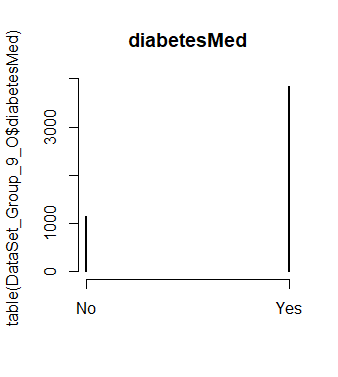 diabetesMed
table(DataSet_Group_9_O$diabetesMed)
3000
1000
0
No
Yes